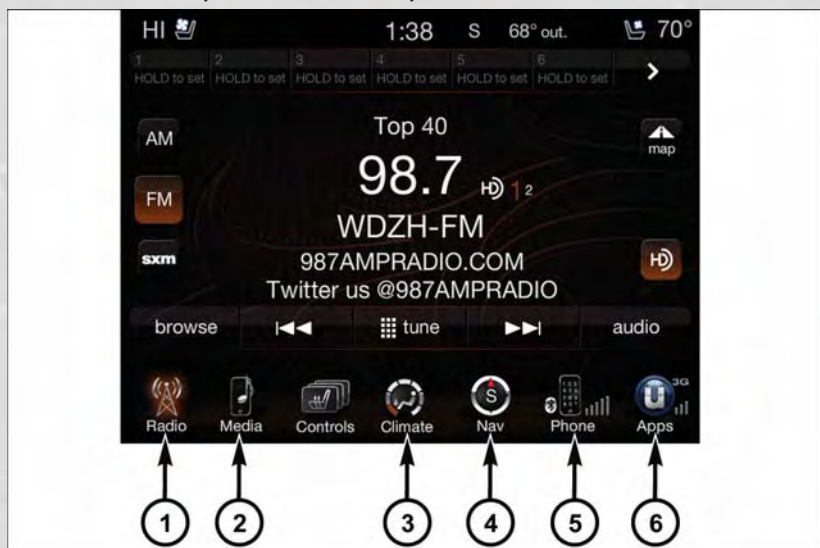 HI 1:38 S 68° out. 70°
1 2 3 4 5 6
HOLD to set HOLD to set HOLD to set HOLD to set HOLD to set HOLD to set
AM
FM
sxm
Top 40
98.7 HD 1 2
WDZH-FM
987AMPRADIO.COM
Twitter us @987AMPRADIO
map
HD
browse tune audio
S U 3G
Radio Media Controls Climate Nav Phone Apps
1 2 3 4 5 6